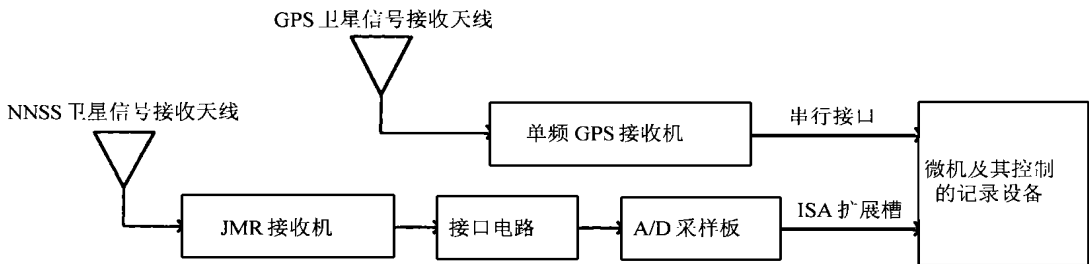 GPS 卫星信号接收天线
NNSS 卫星信号接收天线
单频 GPS 接收机
串行接口
微机及其控制
的记录设备
JMR 接收机
接口电路
A/D 采样板
ISA 扩展槽